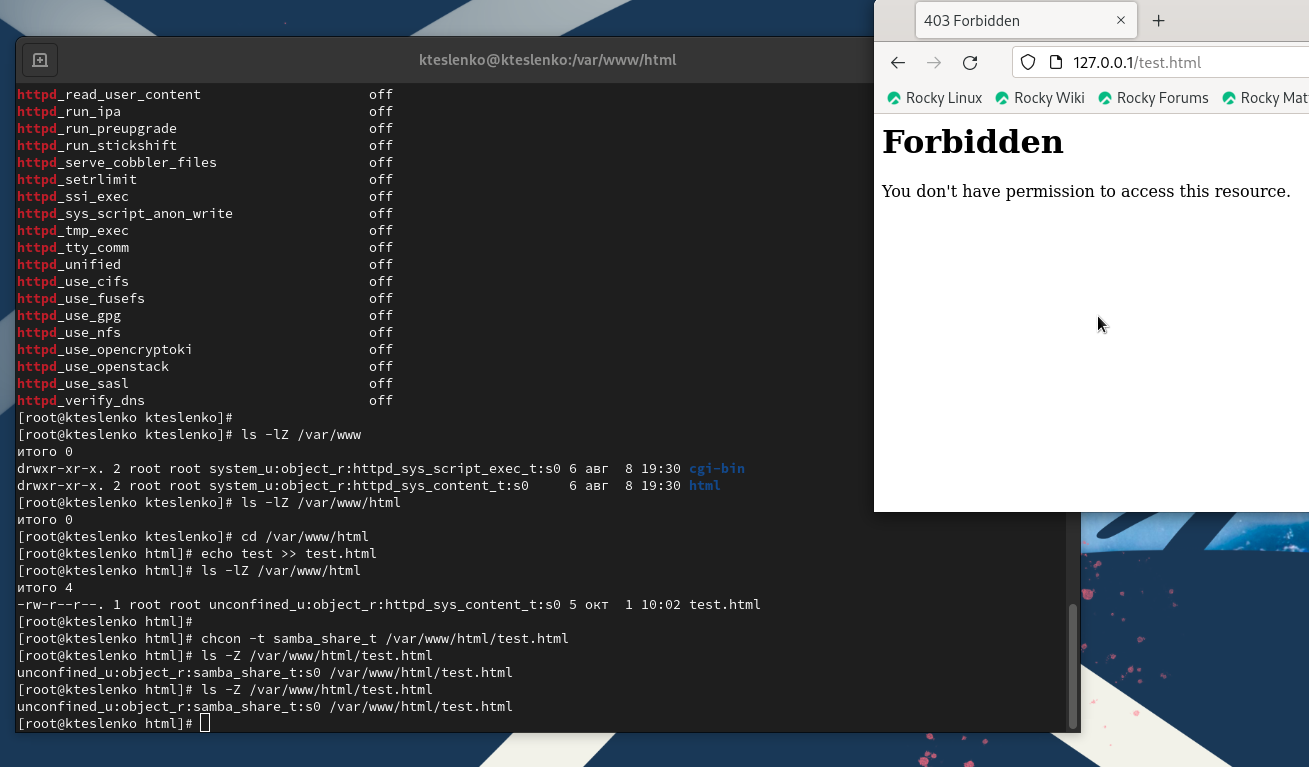 kteslenko@kteslenko:/var/www/html
httpd_read_user_content off
httpd_run_ipa off
httpd_run_preupgrade off
httpd_run_stickshift off
httpd_serve_cobbler_files off
httpd_setrlimit off
httpd_ssi_exec off
httpd_sys_script_anon_write off
httpd_tmp_exec off
httpd_tty_comm off
httpd_unified off
httpd_use_cifs off
httpd_use_fusefs off
httpd_use_gpg off
httpd_use_nfs off
httpd_use_opencryptoki off
httpd_use_openstack off
httpd_use_sasl off
httpd_verify_dns off
[root@kteslenko kteslenko]#
[root@kteslenko kteslenko]# ls -lZ /var/www
итого 0
drwxr-xr-x. 2 root root system_u:object_r:httpd_sys_script_exec_t:s0 6 авг  8 19:30 cgi-bin
drwxr-xr-x. 2 root root system_u:object_r:httpd_sys_content_t:s0     6 авг  8 19:30 html
[root@kteslenko kteslenko]# ls -lZ /var/www/html
итого 0
[root@kteslenko kteslenko]# cd /var/www/html
[root@kteslenko html]# echo test >> test.html
[root@kteslenko html]# ls -lZ /var/www/html
итого 4
-rw-r--r--. 1 root root unconfined_u:object_r:httpd_sys_content_t:s0 5 окт  1 10:02 test.html
[root@kteslenko html]#
[root@kteslenko html]# chcon -t samba_share_t /var/www/html/test.html
[root@kteslenko html]# ls -Z /var/www/html/test.html
unconfined_u:object_r:samba_share_t:s0 /var/www/html/test.html
[root@kteslenko html]# ls -Z /var/www/html/test.html
unconfined_u:object_r:samba_share_t:s0 /var/www/html/test.html
[root@kteslenko html]#
403 Forbidden
127.0.0.1/test.html
Rocky Linux Rocky Wiki Rocky Forums Rocky Mat
Forbidden
You don't have permission to access this resource.